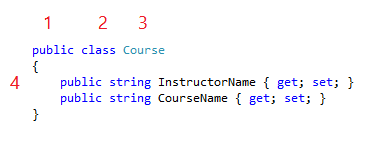 1 2 3
public class Course
{
4 public string InstructorName { get; set; }
public string CourseName { get; set; }
}